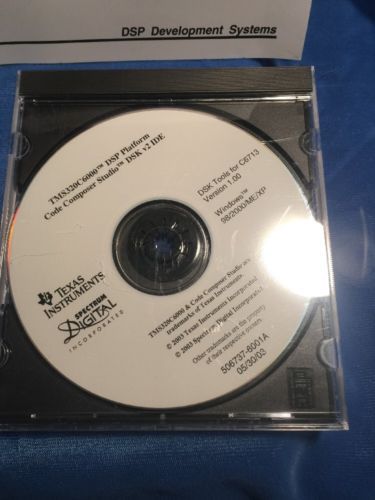 DSP Development Systems
TMS320C6000™ DSP Platform
Code Composer Studio™ DSK v2 IDE
DSK Tools for C6713
Version 1.00
Windows™
98/2000/ME/XP
TEXAS
INSTRUMENTS
SPECTRUM
DIGITAL
INCORPORATED
TMS320C6000 & Code Composer Studio are
trademarks of Texas Instruments
© 2003 Texas Instruments Incorporated
© 2003 Spectrum Digital Incorporated
Other trademarks are the property
of their respective owners.
506737-6001A
05/30/03